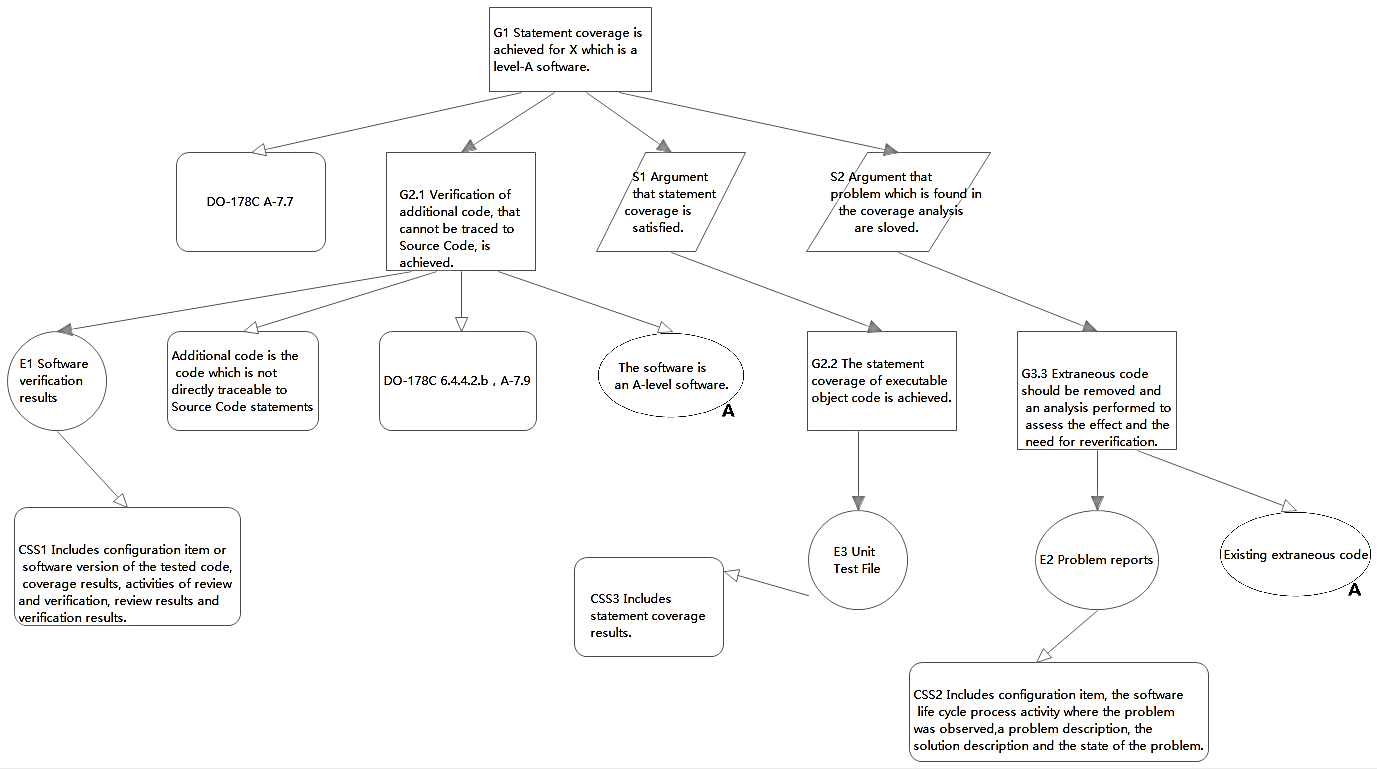 G1 Statement coverage is
achieved for X which is a
level-A software.
DO-178C A-7.7
G2.1 Verification of
additional code, that
cannot be traced to
Source Code, is
achieved.
S1 Argument
that statement
coverage is
satisfied.
S2 Argument that
problem which is found in
the coverage analysis
are sloved.
E1 Software
verification
results
Additional code is the
code which is not
directly traceable to
Source Code statements
DO-178C 6.4.4.2.b , A-7.9
The software is
an A-level software.
A
G2.2 The statement
coverage of executable
object code is achieved.
G3.3 Extraneous code
should be removed and
an analysis performed to
assess the effect and the
need for reverification.
CSS1 Includes configuration item or
software version of the tested code,
coverage results, activities of review
and verification, review results and
verification results.
CSS3 Includes
statement coverage
results.
E3 Unit
Test File
E2 Problem reports
Existing extraneous code
A
CSS2 Includes configuration item, the software
life cycle process activity where the problem
was observed,a problem description, the
solution description and the state of the problem.